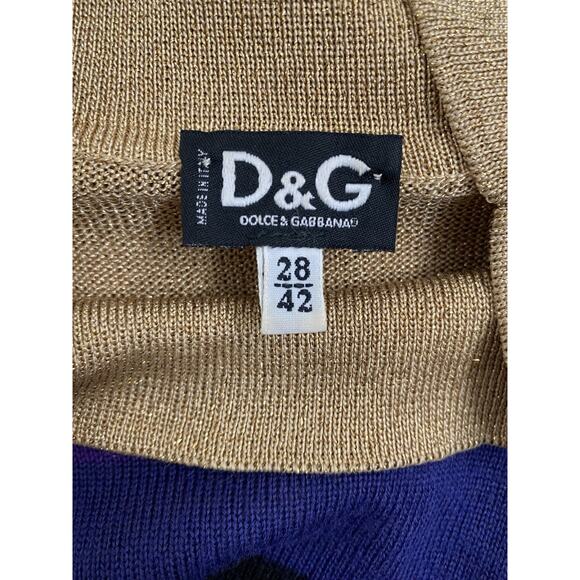 MADE IN ITALY
D&G
DOLCE & GABBANA®
28
42